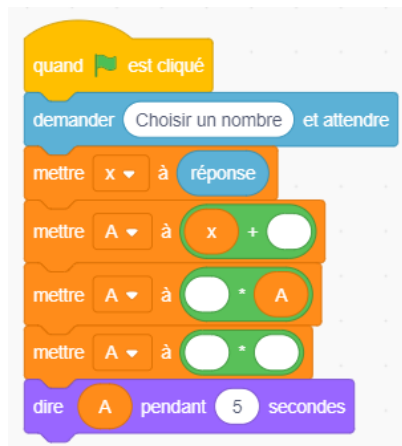 quand est cliqué
demander Choisir un nombre et attendre
mettre x à réponse
mettre A à x +
mettre A à * A
mettre A à *
dire A pendant 5 secondes